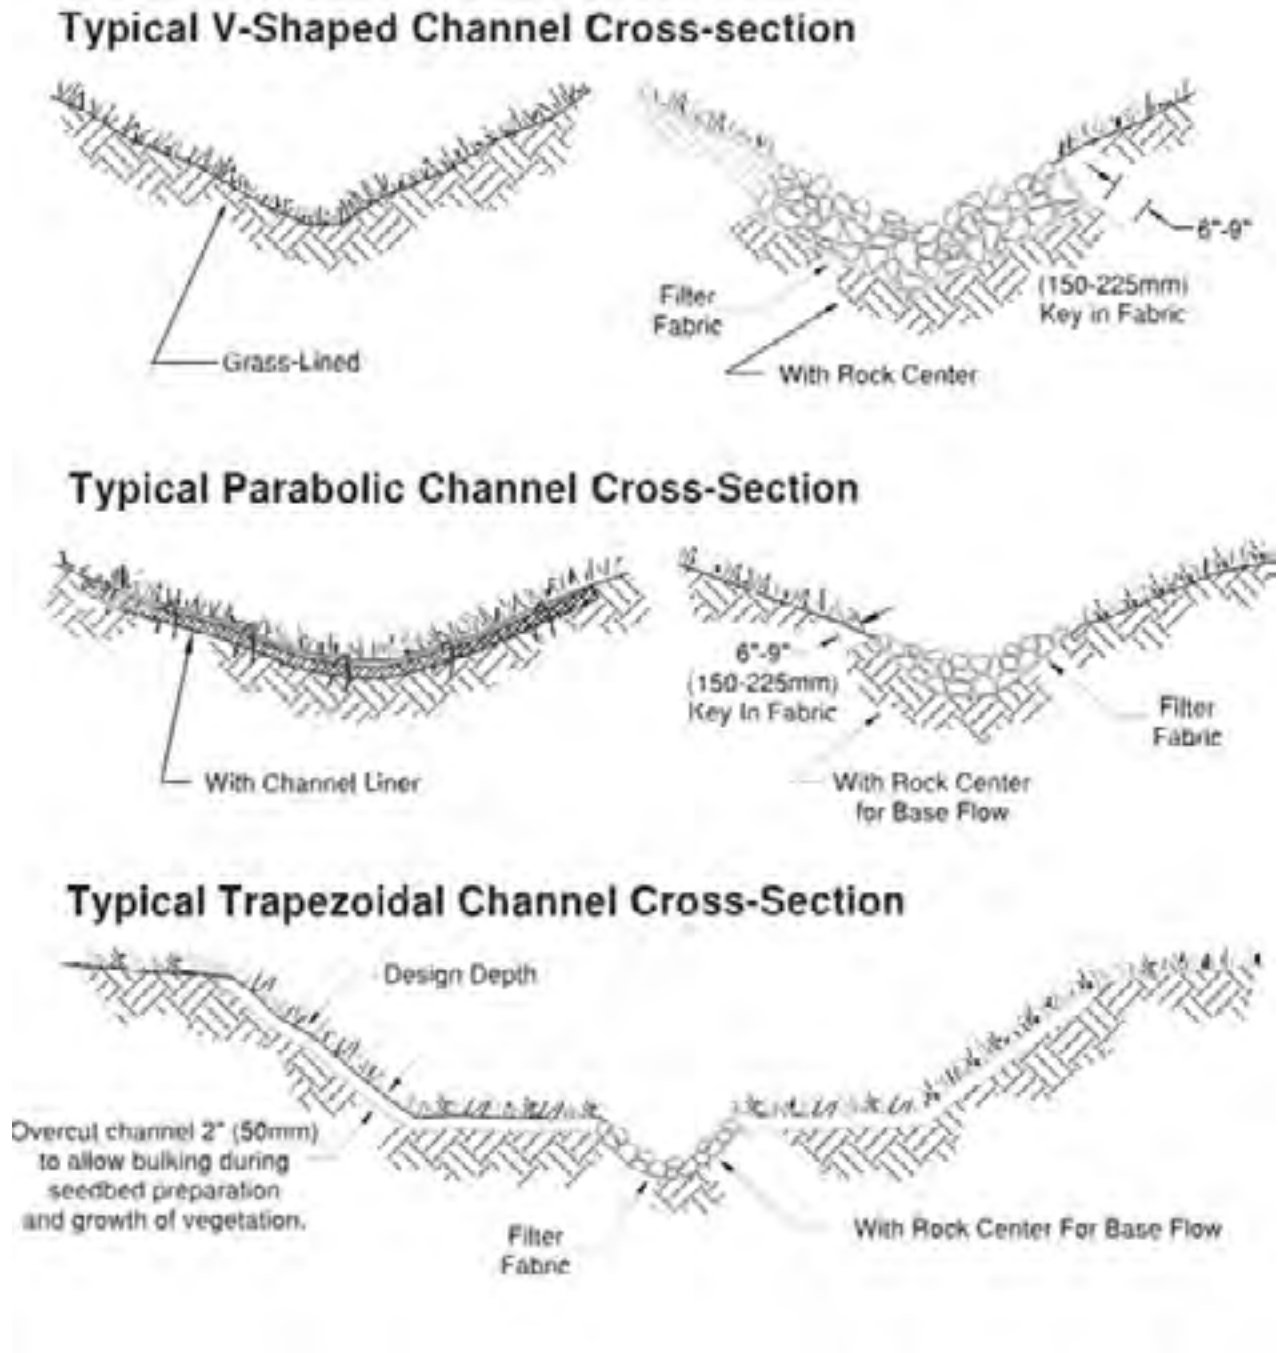 Typical V-Shaped Channel Cross-section
6"-9"
(150-225mm)
Key in Fabric
Filter
Fabric
Grass-Lined
With Rock Center
Typical Parabolic Channel Cross-Section
6"-9"
(150-225mm)
Key In Fabric
Filter
Fabric
With Channel Liner
With Rock Center
for Base Flow
Typical Trapezoidal Channel Cross-Section
Design Depth
Overcut channel 2" (50mm)
to allow bulking during
seedbed preparation
and growth of vegetation.
Filter
Fabric
With Rock Center For Base Flow